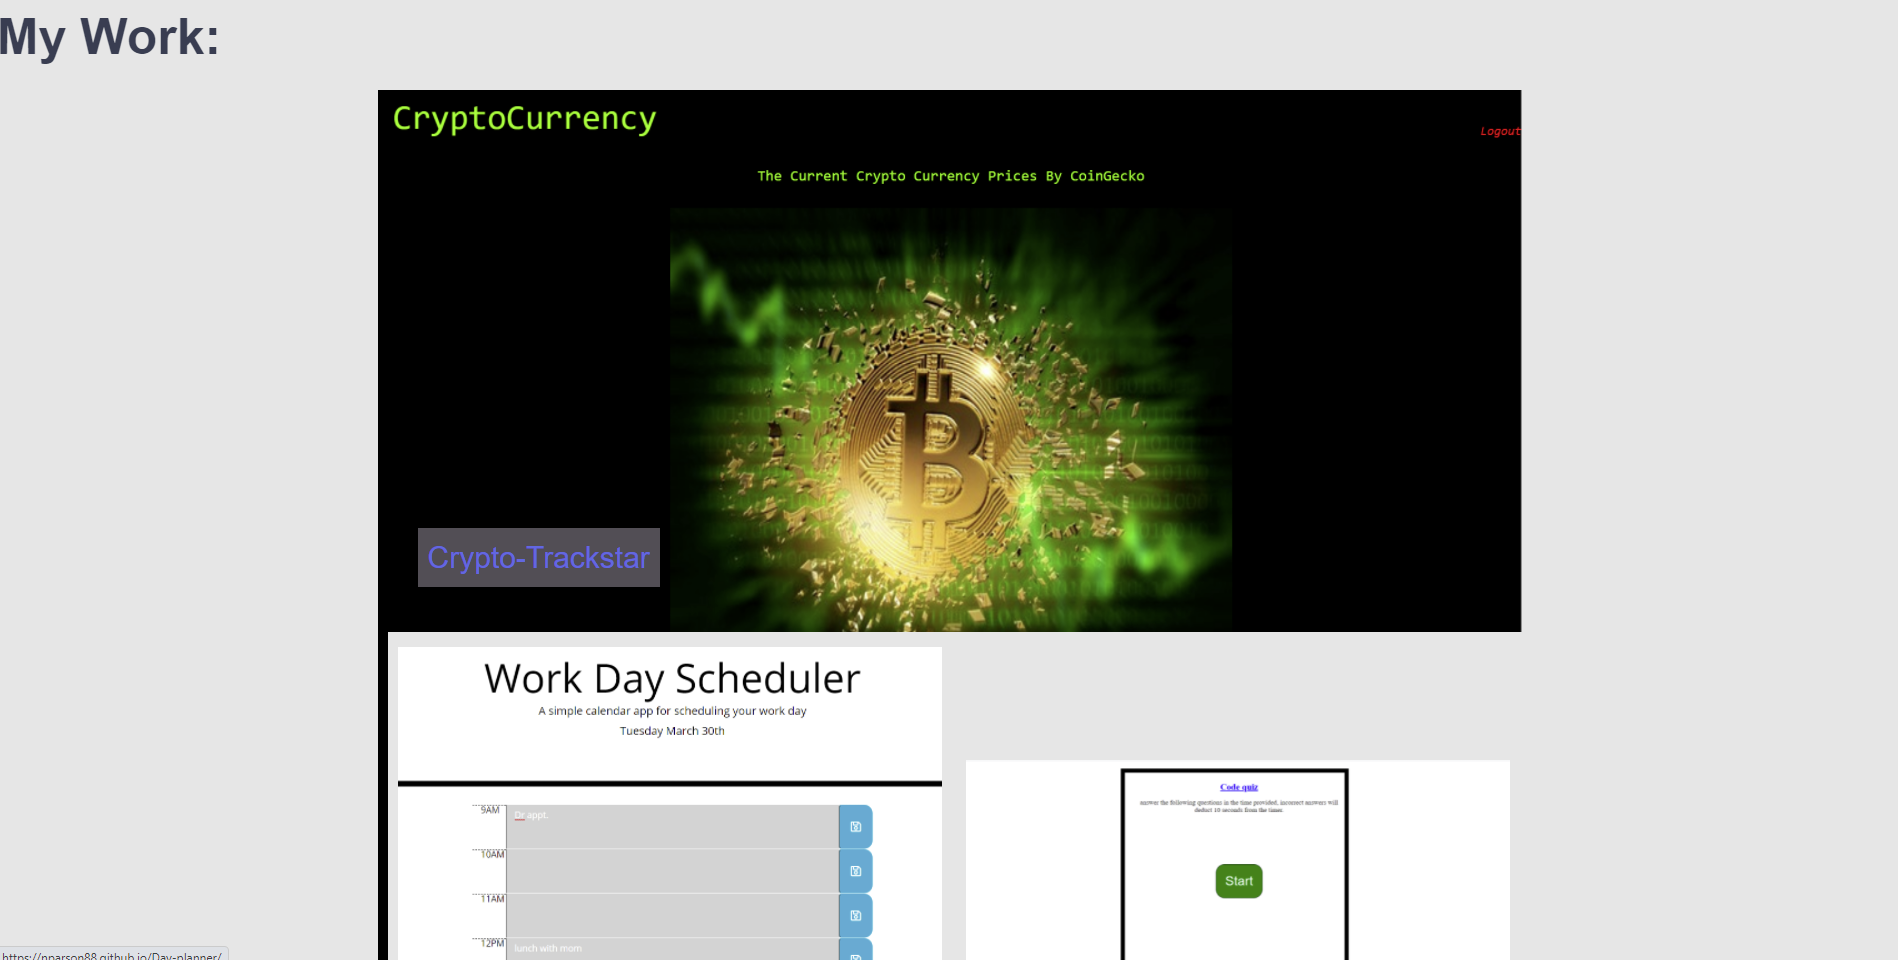 My Work:
CryptoCurrency
Logout
The Current Crypto Currency Prices By CoinGecko
Crypto-Trackstar
Work Day Scheduler
A simple calendar app for scheduling your work day
Tuesday March 30th
9AM
Dr appt.
10AM
11AM
12PM
lunch with mom
Code quiz
answer the following questions in the time provided, incorrect answers will
deduct 10 seconds from the timer.
Start
https://nparson88.github.io/Day-planner/